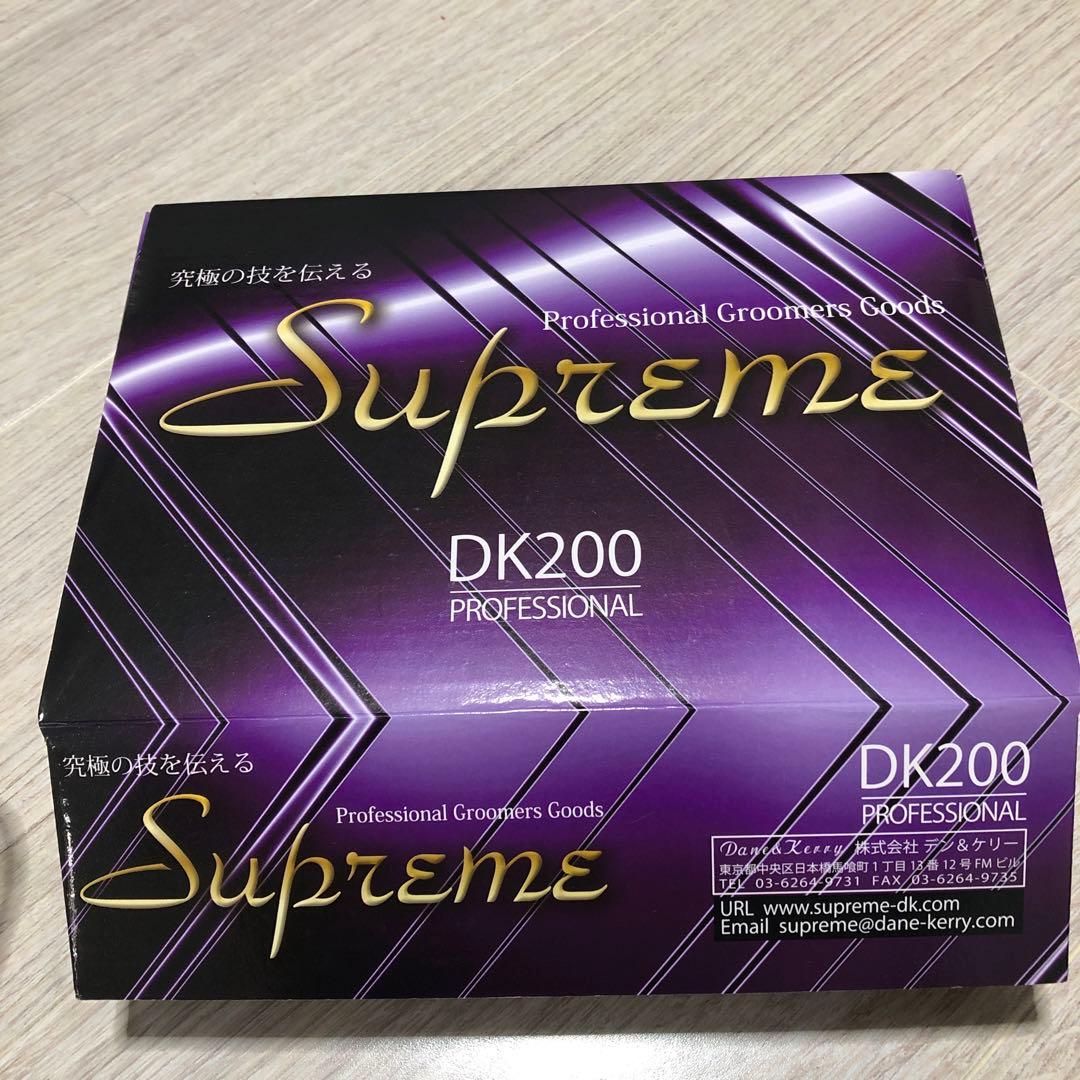 究極の技を伝える
Professional Groomers Goods
Supreme
DK200
PROFESSIONAL
究極の技を伝える
Professional Groomers Goods
Supreme
DK200
PROFESSIONAL
Dane&Kerry 株式会社 デン&ケリー
東京都中央区日本橋馬喰町1丁目13番12号FMビル
TEL 03-6264-9731 FAX 03-6264-9735
URL www.supreme-dk.com
Email supreme@dane-kerry.com